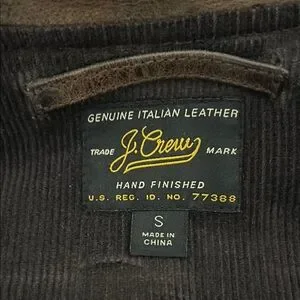 GENUINE ITALIAN LEATHER
TRADE J.Crew MARK
HAND FINISHED
U.S. REG. ID. NO. 77388
S
MADE IN
CHINA